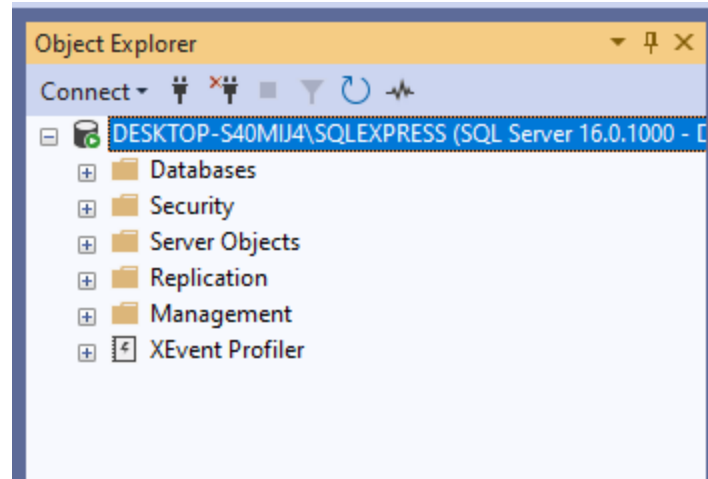 Object Explorer
Connect
DESKTOP-S40MIJ4\SQLEXPRESS (SQL Server 16.0.1000 - D
Databases
Security
Server Objects
Replication
Management
XEvent Profiler